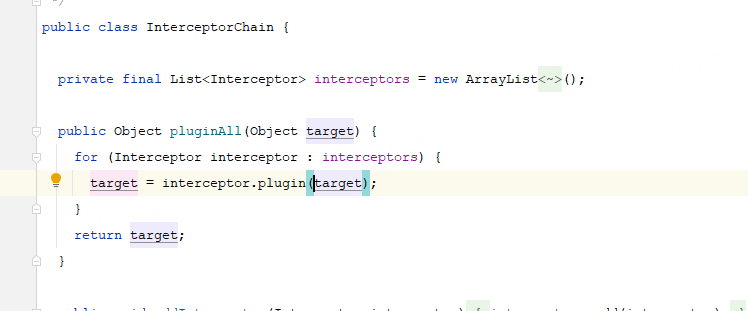 */
public class InterceptorChain {
private final List<Interceptor> interceptors = new ArrayList<~>();
public Object pluginAll(Object target) {
for (Interceptor interceptor : interceptors) {
target = interceptor.plugin(target);
}
return target;
}